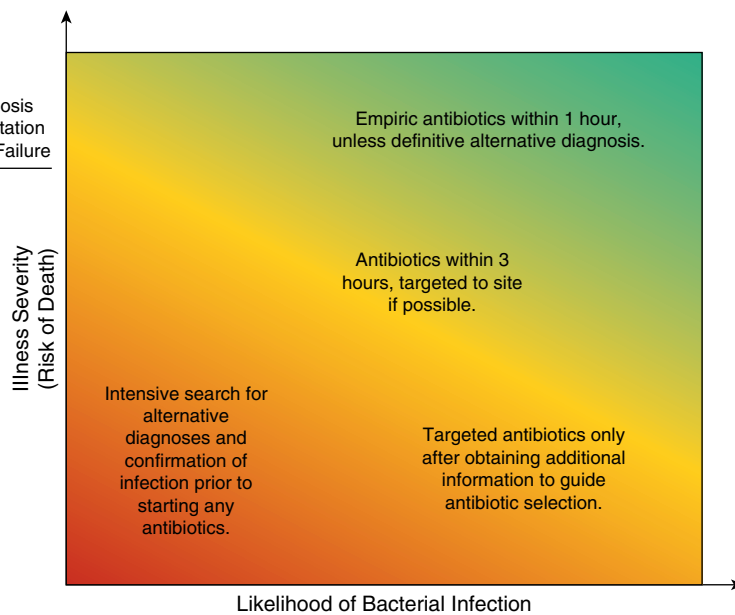 Empiric antibiotics within 1 hour,
unless definitive alternative diagnosis.
Failure
Illness Severity
(Risk of Death)
Antibiotics within 3
hours, targeted to site
if possible.
Intensive search for
alternative
diagnoses and
confirmation of
infection prior to
starting any
antibiotics.
Targeted antibiotics only
after obtaining additional
information to guide
antibiotic selection.
Likelihood of Bacterial Infection